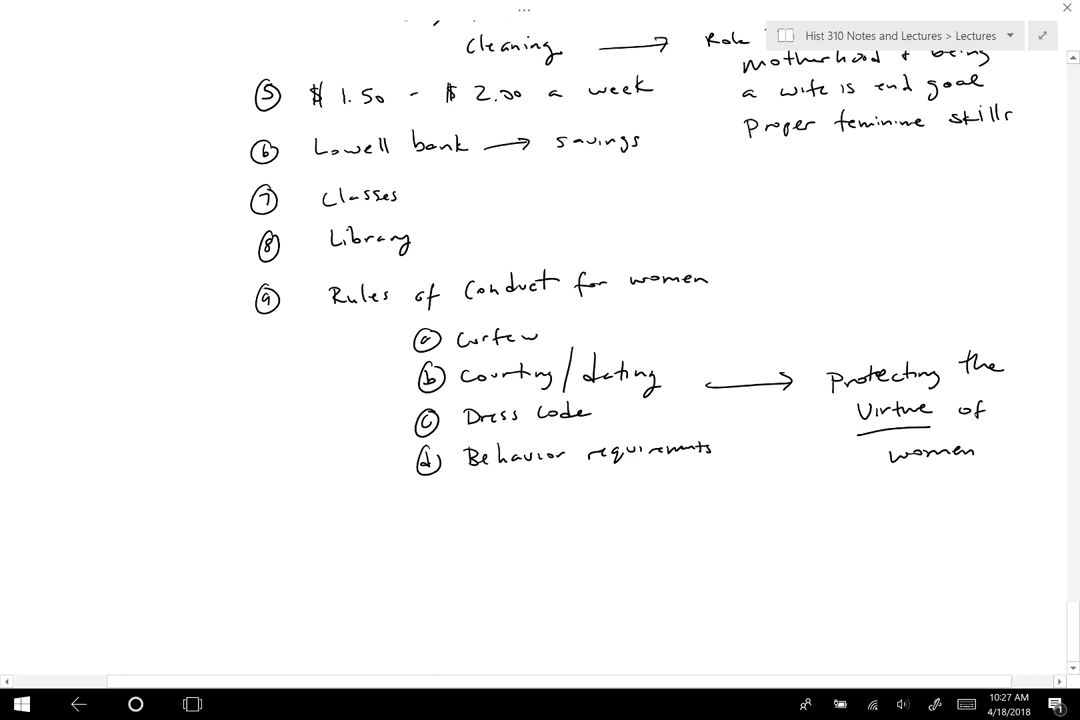 Hist 310 Notes and Lectures > Lectures
Cleaning → Role
motherhood + being
⑤ $1.50 - $2.00 a week
a wife is end goal
Proper feminine skills
⑥ Lowell bank → savings
⑦ Classes
⑧ Library
⑨ Rules of Conduct for women
ⓐ Curfew
ⓑ Courting/dating → Protecting the
ⓒ Dress code
Virtue of
ⓓ Behavior requirements
women
10:27 AM
4/18/2018
1